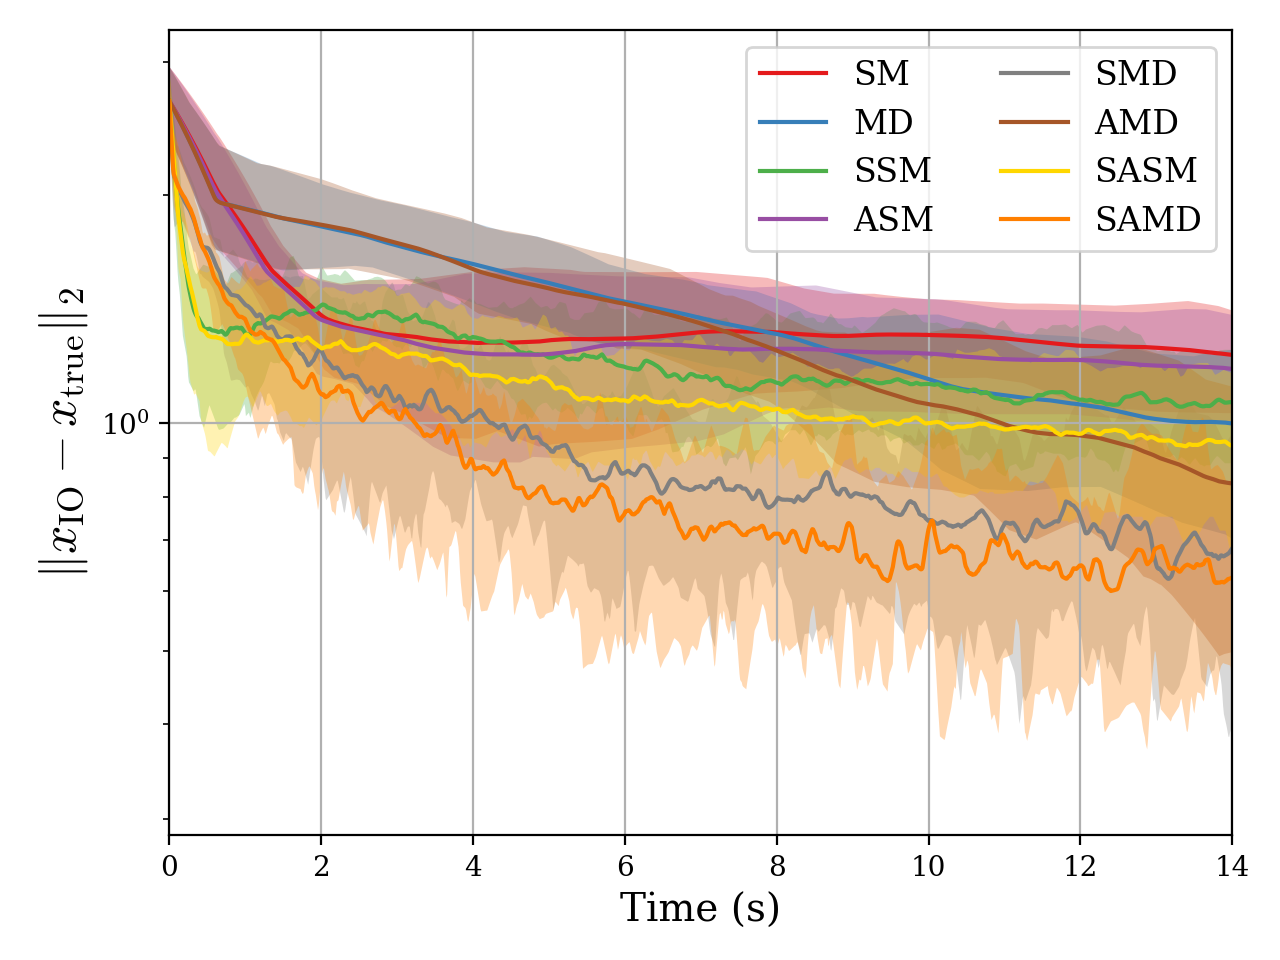 ||x_IO − x_true||2
10^0
SM
MD
SSM
ASM
SMD
AMD
SASM
SAMD
0 2 4 6 8 10 12 14
Time (s)